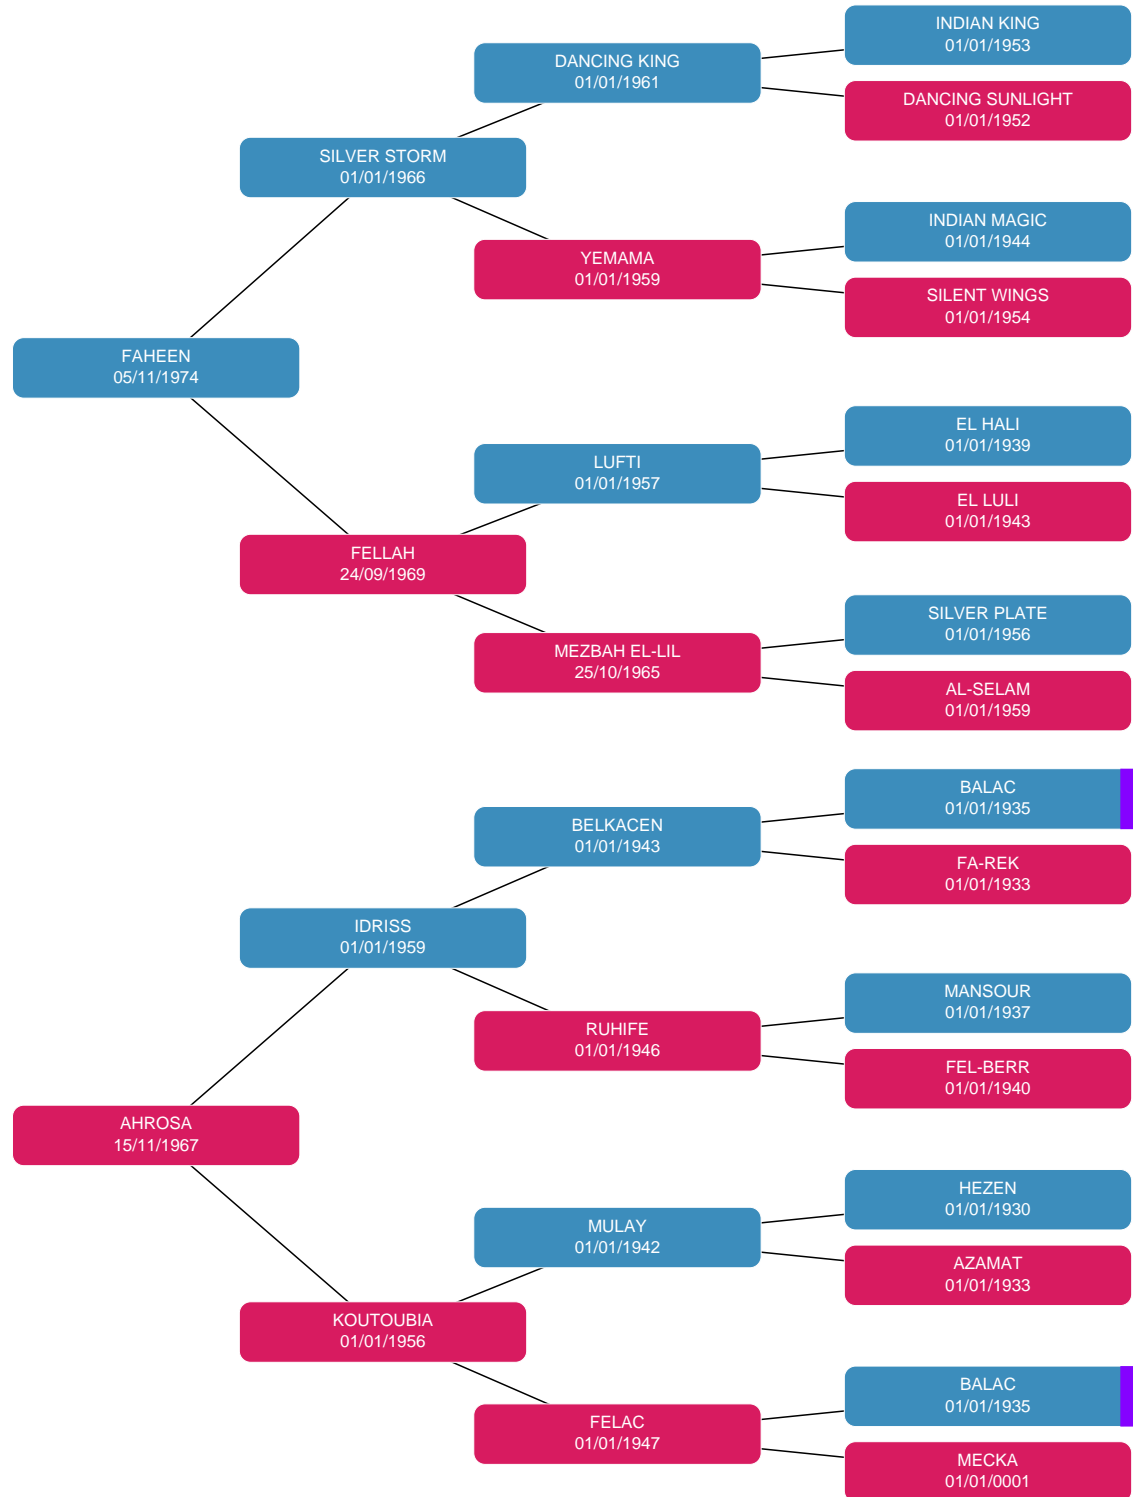 INDIAN KING
01/01/1953
DANCING KING
01/01/1961
DANCING SUNLIGHT
01/01/1952
SILVER STORM
01/01/1966
INDIAN MAGIC
01/01/1944
YEMAMA
01/01/1959
SILENT WINGS
01/01/1954
FAHEEN
05/11/1974
EL HALI
01/01/1939
LUFTI
01/01/1957
EL LULI
01/01/1943
FELLAH
24/09/1969
SILVER PLATE
01/01/1956
MEZBAH EL-LIL
25/10/1965
AL-SELAM
01/01/1959
BALAC
01/01/1935
BELKACEN
01/01/1943
FA-REK
01/01/1933
IDRISS
01/01/1959
MANSOUR
01/01/1937
RUHIFE
01/01/1946
FEL-BERR
01/01/1940
AHROSA
15/11/1967
HEZEN
01/01/1930
MULAY
01/01/1942
AZAMAT
01/01/1933
KOUTOUBIA
01/01/1956
BALAC
01/01/1935
FELAC
01/01/1947
MECKA
01/01/0001